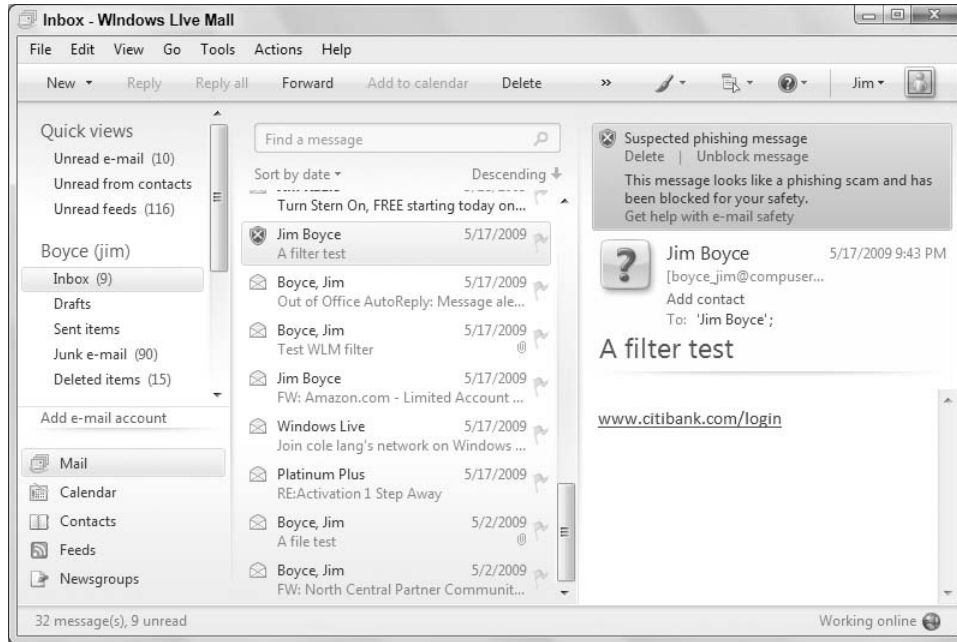 Inbox - WIndows LIve Mall
File Edit View Go Tools Actions Help
New Reply Reply all Forward Add to calendar Delete » Jim
Quick views
Unread e-mail (10)
Unread from contacts
Unread feeds (116)
Boyce (jim)
Inbox (9)
Drafts
Sent items
Junk e-mail (90)
Deleted items (15)
Add e-mail account
Mail
Calendar
Contacts
Feeds
Newsgroups
Find a message
Sort by date Descending
Turn Stern On, FREE starting today on...
Jim Boyce 5/17/2009
A filter test
Boyce, Jim 5/17/2009
Out of Office AutoReply: Message ale...
Boyce, Jim 5/17/2009
Test WLM filter
Jim Boyce 5/17/2009
FW: Amazon.com - Limited Account ...
Windows Live 5/17/2009
Join cole lang's network on Windows ...
Platinum Plus 5/17/2009
RE:Activation 1 Step Away
Boyce, Jim 5/2/2009
A file test
Boyce, Jim 5/2/2009
FW: North Central Partner Communit...
Suspected phishing message
Delete | Unblock message
This message looks like a phishing scam and has
been blocked for your safety.
Get help with e-mail safety
Jim Boyce 5/17/2009 9:43 PM
[boyce_jim@compuser...
Add contact
To: 'Jim Boyce';
A filter test
www.citibank.com/login
32 message(s), 9 unread
Working online